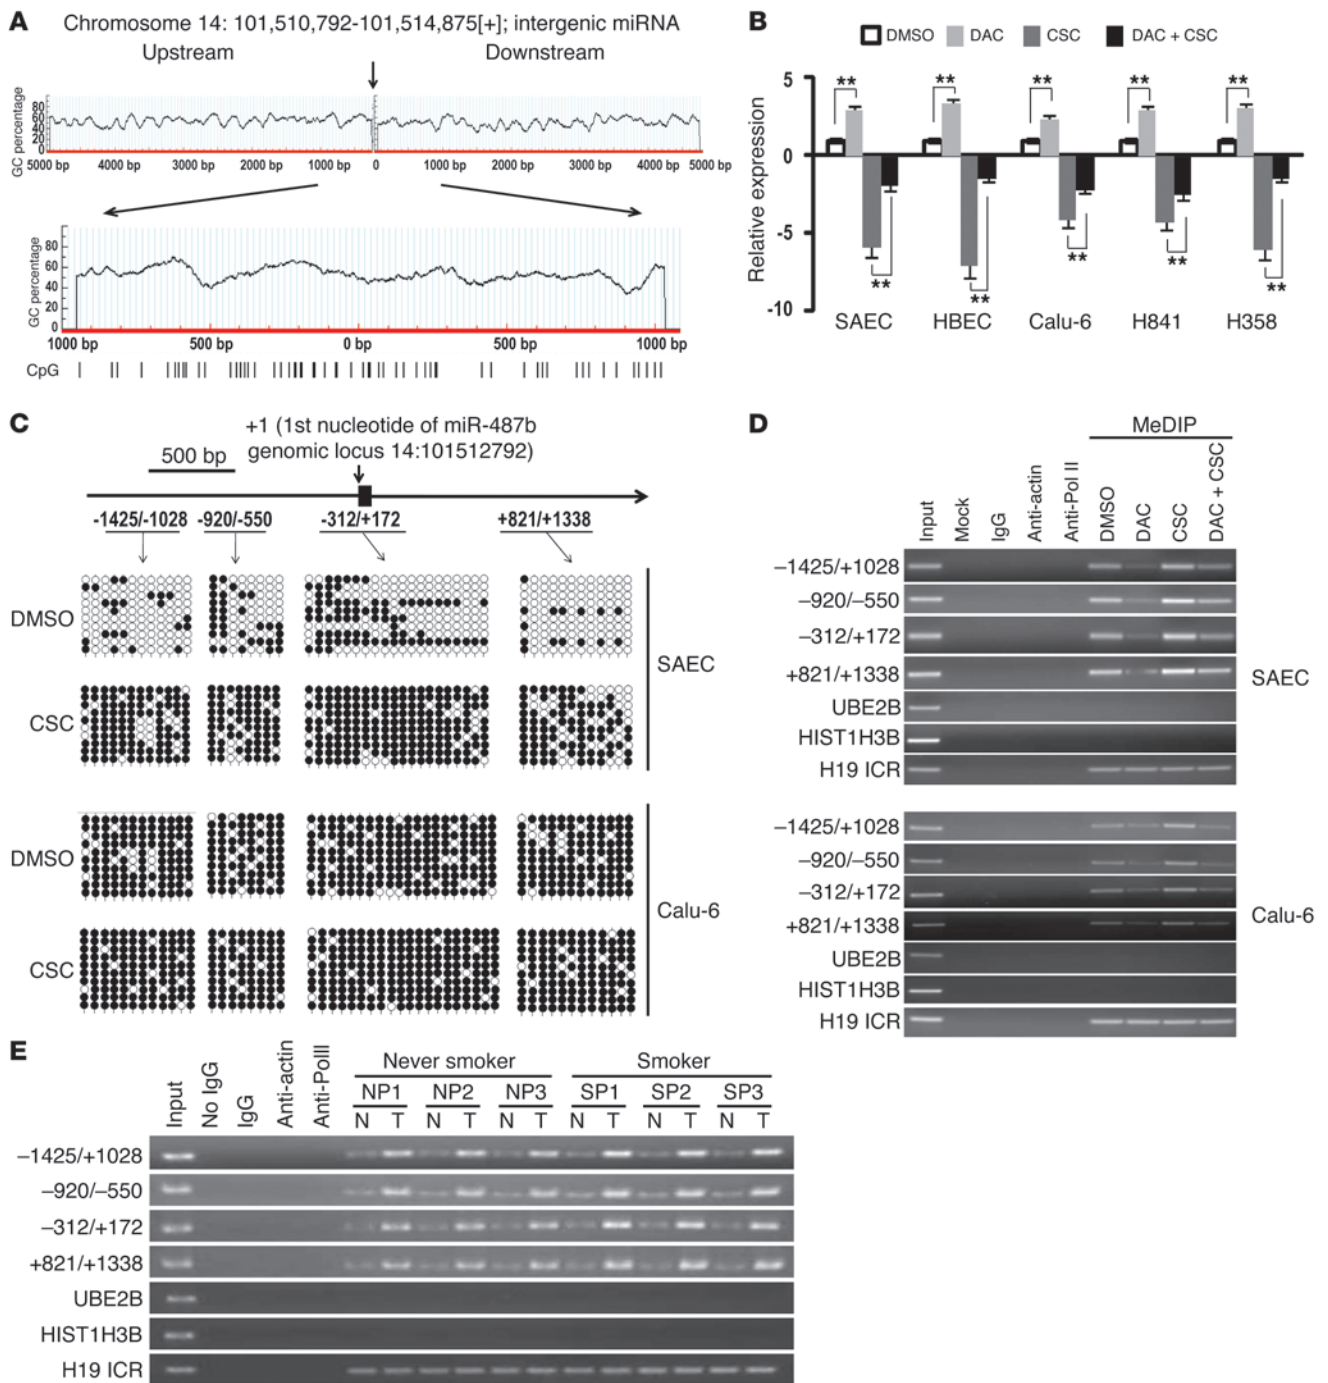 A
Chromosome 14: 101,510,792-101,514,875[+]; intergenic miRNA
Upstream Downstream
GC percentage
80
60
40
20
0
5000 bp 4000 bp 3000 bp 2000 bp 1000 bp 0 1000 bp 2000 bp 3000 bp 4000 bp 5000 bp
GC percentage
80
60
40
20
0
1000 bp 500 bp 0 bp 500 bp 1000 bp
CpG
B
DMSO DAC CSC DAC + CSC
Relative expression
5
0
-5
-10
** ** ** ** **
** ** ** ** **
SAEC HBEC Calu-6 H841 H358
C
+1 (1st nucleotide of miR-487b
genomic locus 14:101512792)
500 bp
-1425/-1028 -920/-550 -312/+172 +821/+1338
DMSO
CSC
SAEC
DMSO
CSC
Calu-6
D
MeDIP
Input Mock IgG Anti-actin Anti-Pol II DMSO DAC CSC DAC + CSC
–1425/+1028
–920/–550
–312/+172
+821/+1338
UBE2B
HIST1H3B
H19 ICR
SAEC
–1425/+1028
–920/–550
–312/+172
+821/+1338
UBE2B
HIST1H3B
H19 ICR
Calu-6
E
Never smoker Smoker
Input No IgG IgG Anti-actin Anti-PolII NP1 NP2 NP3 SP1 SP2 SP3
N T N T N T N T N T N T
–1425/+1028
–920/–550
–312/+172
+821/+1338
UBE2B
HIST1H3B
H19 ICR